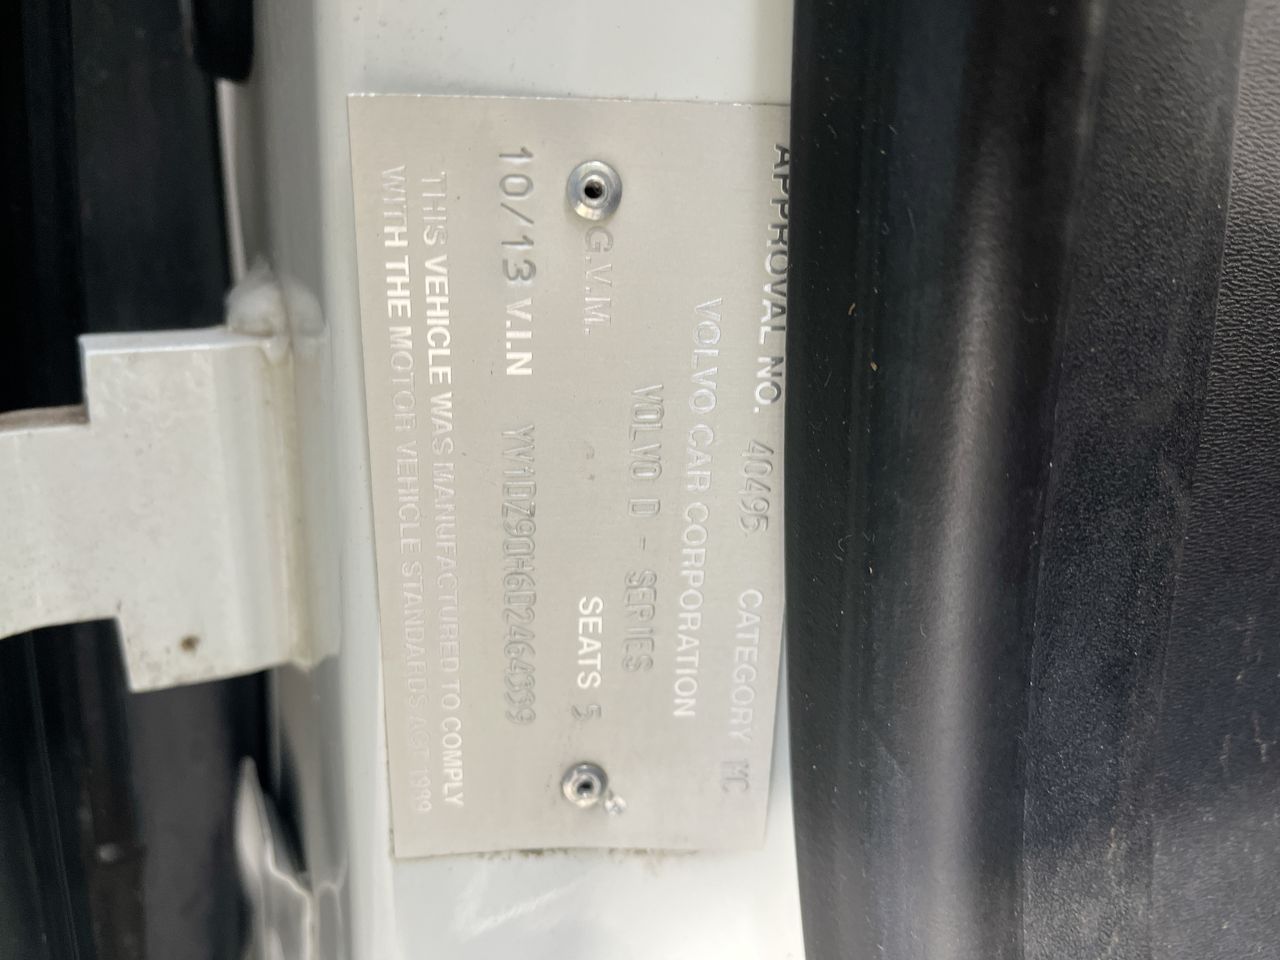 APPROVAL NO. 40495 CATEGORY MC
VOLVO CAR CORPORATION
VOLVO D - SERIES
G.V.M. SEATS 5
10/13 V.I.N YV1DZ90H6E2464339
THIS VEHICLE WAS MANUFACTURED TO COMPLY
WITH THE MOTOR VEHICLE STANDARDS ACT 1989